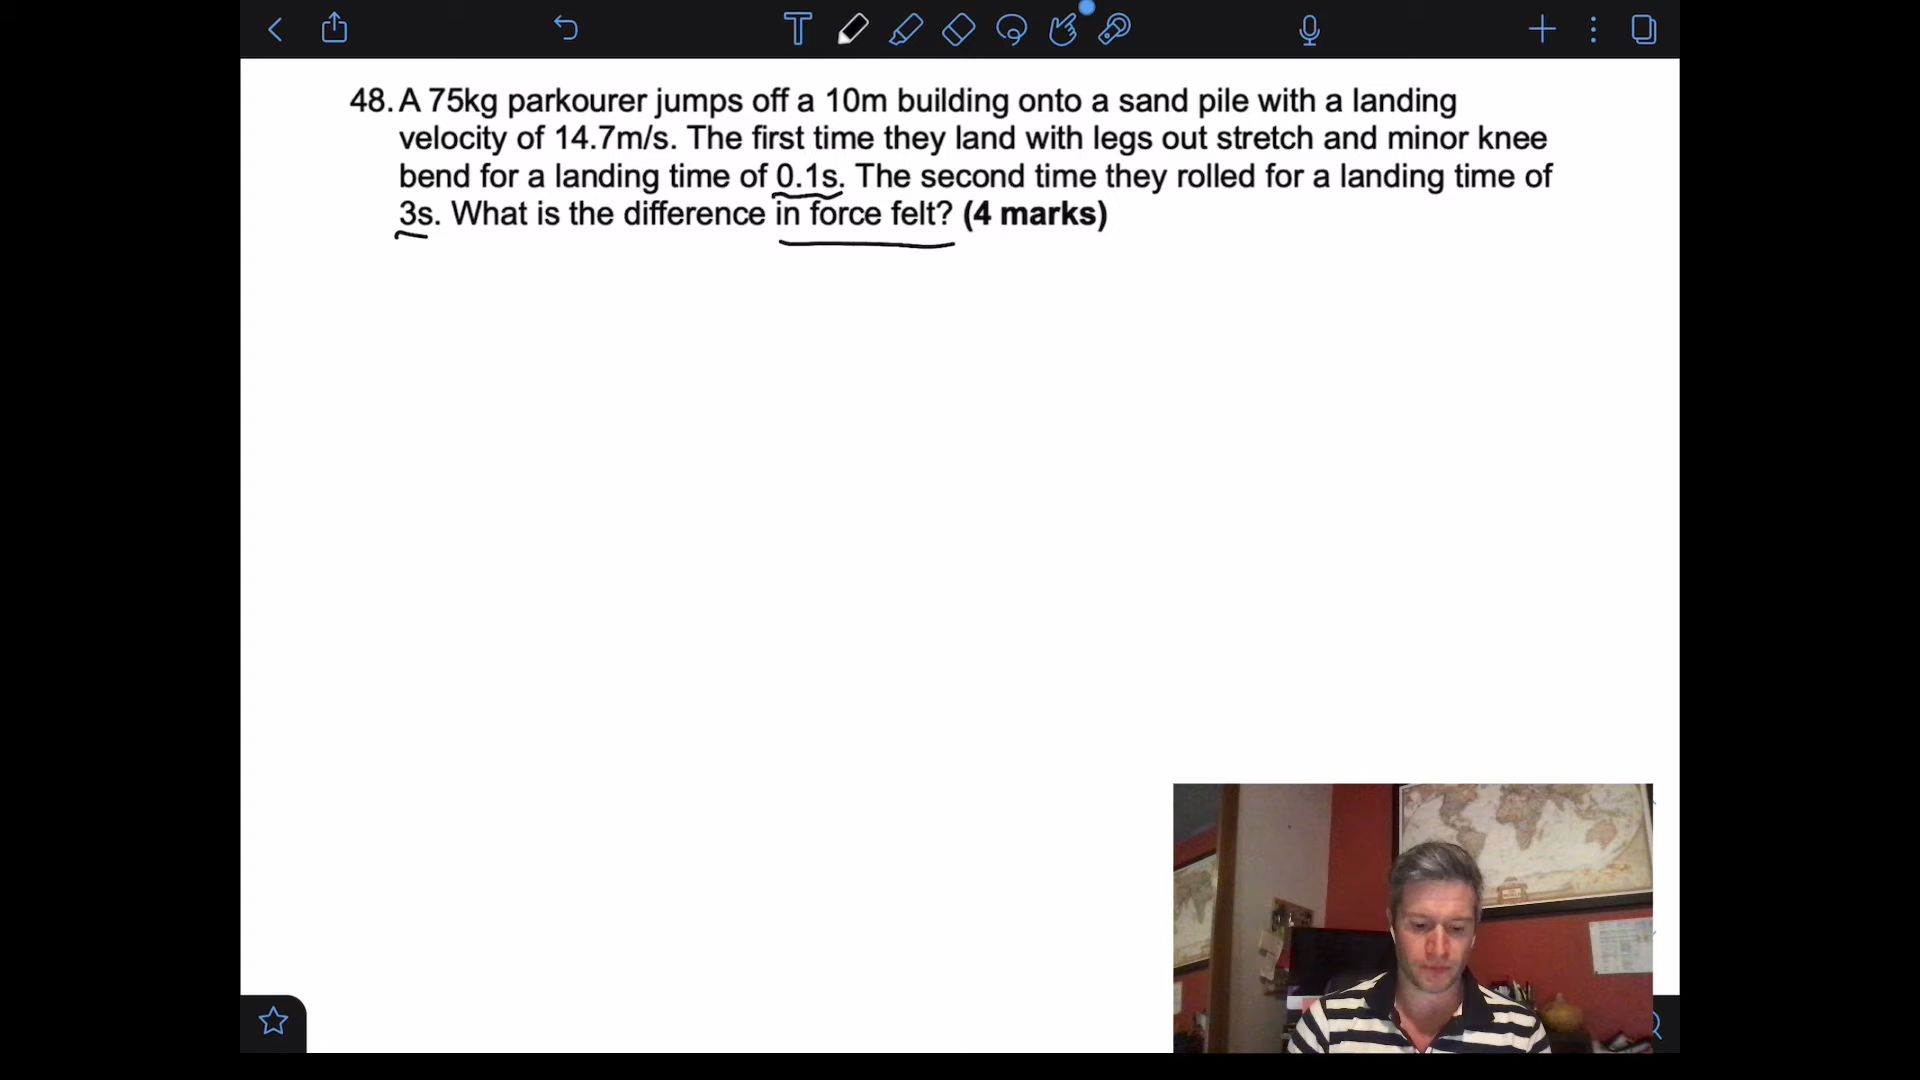 48. A 75kg parkourer jumps off a 10m building onto a sand pile with a landing
velocity of 14.7m/s. The first time they land with legs out stretch and minor knee
bend for a landing time of 0.1s. The second time they rolled for a landing time of
3s. What is the difference in force felt? (4 marks)